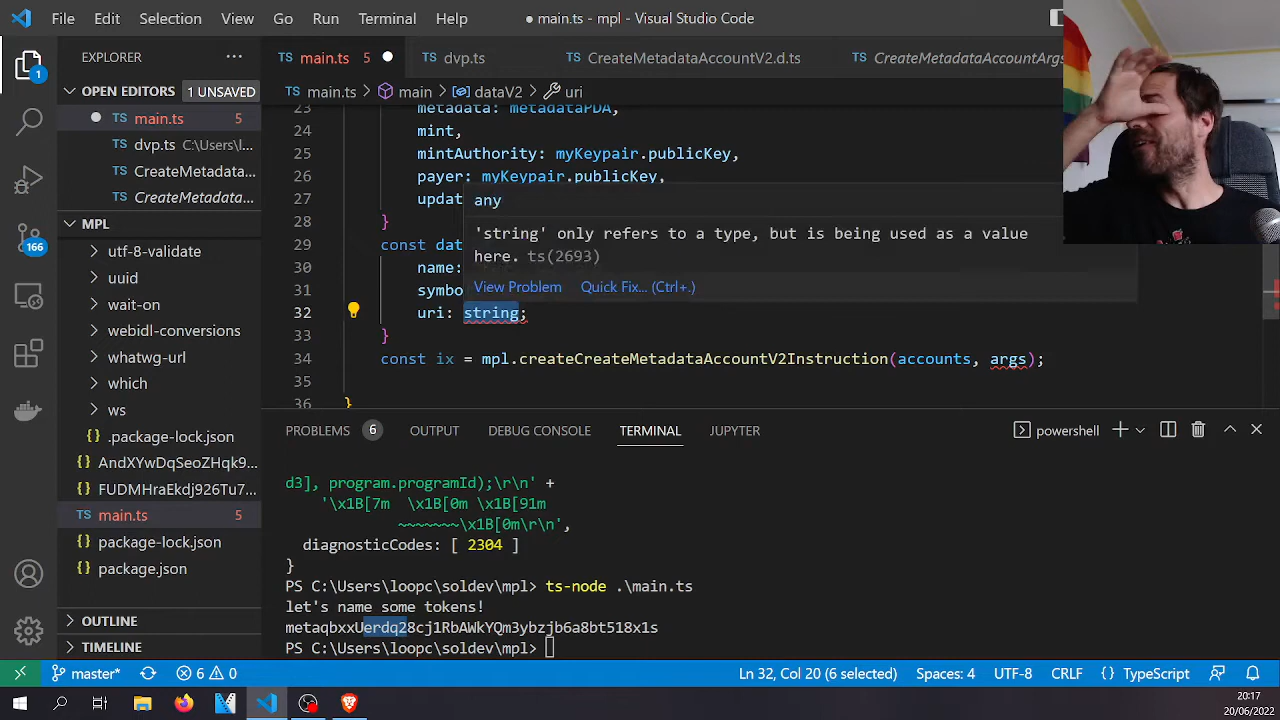 File Edit Selection View Go Run Terminal Help
main.ts - mpl - Visual Studio Code
EXPLORER
OPEN EDITORS 1 UNSAVED
TS main.ts 5
TS dvp.ts C:\Users\l...
TS CreateMetadata...
TS CreateMetadata...
MPL
utf-8-validate
uuid
wait-on
webidl-conversions
whatwg-url
which
ws
{} .package-lock.json
{} AndXYwDqSeoZHqk9...
{} FUDMHraEkdj926Tu7...
TS main.ts 5
{} package-lock.json
{} package.json
OUTLINE
TIMELINE
1
166
TS main.ts 5
TS dvp.ts
TS CreateMetadataAccountV2.d.ts
TS CreateMetadataAccountArgs
TS main.ts > main > dataV2 > uri
23 metadata: metadataPDA,
24 mint,
25 mintAuthority: myKeypair.publicKey,
26 payer: myKeypair.publicKey,
27 updat
28 }
29 const dat
30 name:
31 symbo
32 uri: string;
33 }
34 const ix = mpl.createCreateMetadataAccountV2Instruction(accounts, args);
35
36 }
any
'string' only refers to a type, but is being used as a value
here. ts(2693)
View Problem Quick Fix... (Ctrl+.)
PROBLEMS 6 OUTPUT DEBUG CONSOLE TERMINAL JUPYTER
powershell
d3], program.programId);\r\n' +
'\x1B[7m \x1B[0m \x1B[91m
~~~~~~~\x1B[0m\r\n',
diagnosticCodes: [ 2304 ]
}
PS C:\Users\loopc\soldev\mpl> ts-node .\main.ts
let's name some tokens!
metaqbxxUerdq28cj1RbAWkYQm3ybzjb6a8bt518x1s
PS C:\Users\loopc\soldev\mpl>
master* 6 0
Ln 32, Col 20 (6 selected) Spaces: 4 UTF-8 CRLF {} TypeScript
20:17
20/06/2022